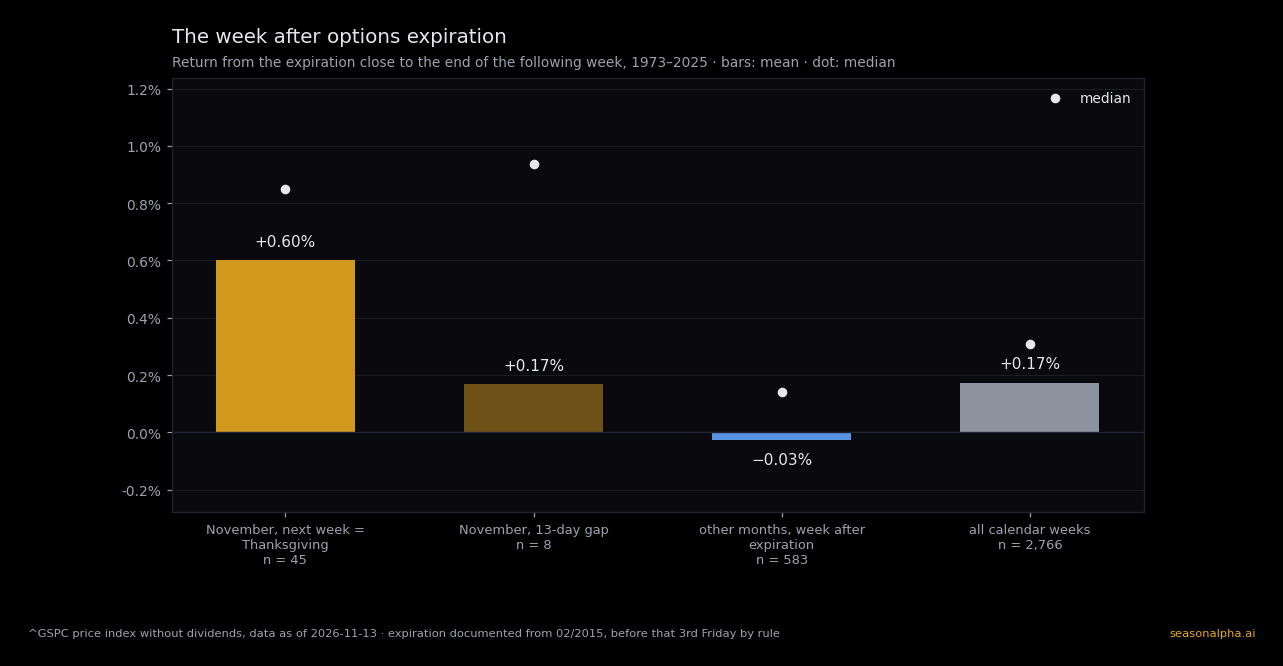 The week after options expiration
Return from the expiration close to the end of the following week, 1973–2025 · bars: mean · dot: median
1.2%
1.0%
0.8%
0.6%
0.4%
0.2%
0.0%
-0.2%
median
+0.60%
+0.17%
−0.03%
+0.17%
November, next week =
Thanksgiving
n = 45
November, 13-day gap
n = 8
other months, week after
expiration
n = 583
all calendar weeks
n = 2,766
^GSPC price index without dividends, data as of 2026-11-13 · expiration documented from 02/2015, before that 3rd Friday by rule
seasonalpha.ai